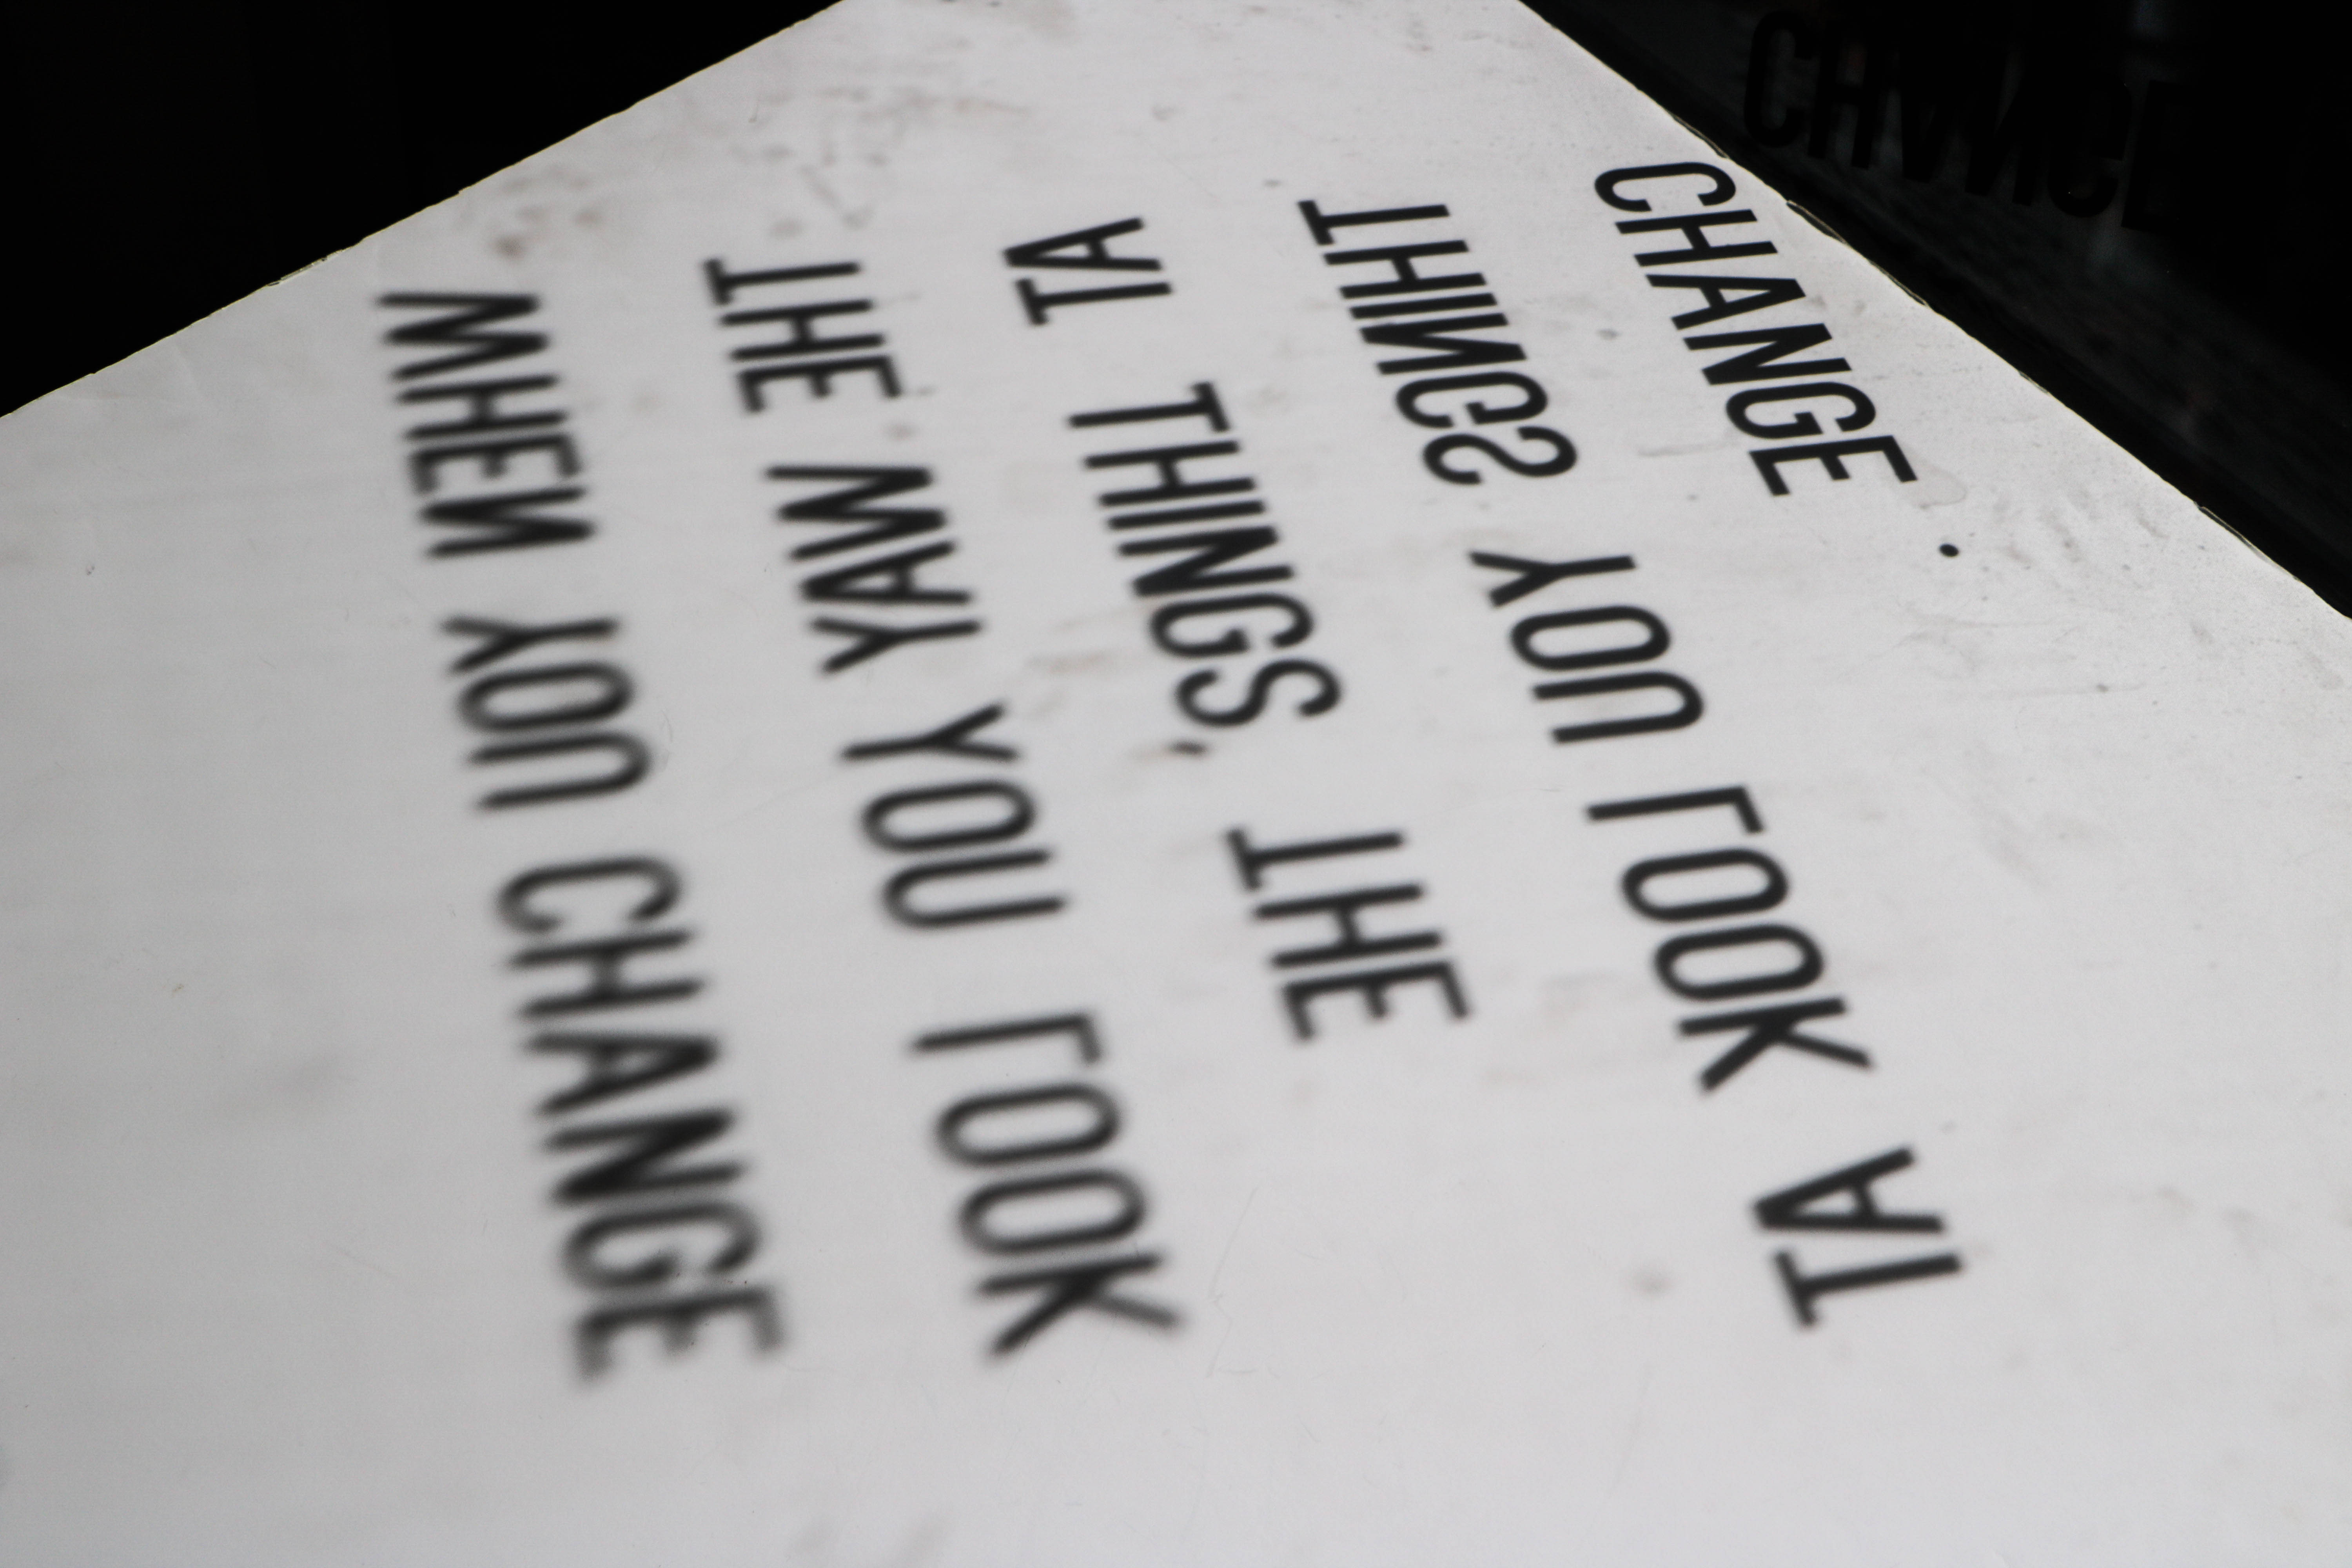 WHEN YOU CHANGE
THE WAY YOU LOOK
AT THINGS, THE
THINGS YOU LOOK AT
CHANGE.
CHANGE